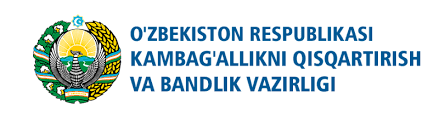 O'ZBEKISTON RESPUBLIKASI
KAMBAG'ALLIKNI QISQARTIRISH
VA BANDLIK VAZIRLIGI